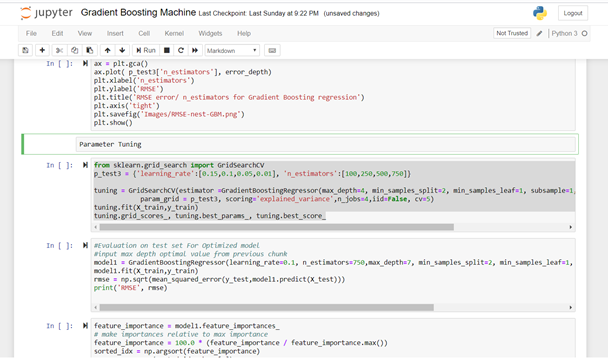 jupyter Gradient Boosting Machine Last Checkpoint: Last Sunday at 9:22 PM (unsaved changes)
Logout
File Edit View Insert Cell Kernel Widgets Help
Not Trusted Python 3
Run Markdown
In [ ]: ax = plt.gca()
ax.plot( p_test3['n_estimators'], error_depth)
plt.xlabel('n_estimators')
plt.ylabel('RMSE')
plt.title('RMSE error/ n_estimators for Gradient Boosting regression')
plt.axis('tight')
plt.savefig('Images/RMSE-nest-GBM.png')
plt.show()
Parameter Tuning
In [ ]: from sklearn.grid_search import GridSearchCV
p_test3 = {'learning_rate':[0.15,0.1,0.05,0.01], 'n_estimators':[100,250,500,750]}
tuning = GridSearchCV(estimator =GradientBoostingRegressor(max_depth=4, min_samples_split=2, min_samples_leaf=1, subsample=1,
param_grid = p_test3, scoring='explained_variance',n_jobs=4,iid=False, cv=5)
tuning.fit(X_train,y_train)
tuning.grid_scores_, tuning.best_params_, tuning.best_score_
In [ ]: #Evaluation on test set For Optimized model
#input max depth optimal value from previous chunk
model1 = GradientBoostingRegressor(learning_rate=0.1, n_estimators=750,max_depth=7, min_samples_split=2, min_samples_leaf=1,
model1.fit(X_train,y_train)
rmse = np.sqrt(mean_squared_error(y_test,model1.predict(X_test)))
print('RMSE', rmse)
In [ ]: feature_importance = model1.feature_importances_
# make importances relative to max importance
feature_importance = 100.0 * (feature_importance / feature_importance.max())
sorted_idx = np.argsort(feature_importance)